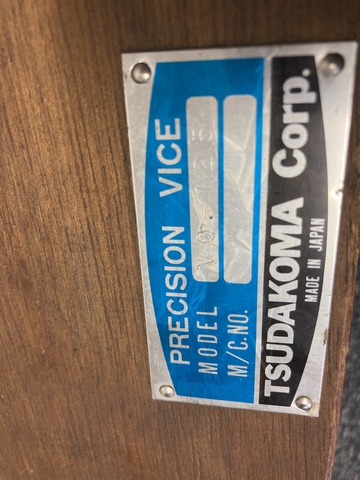 PRECISION VICE
MODEL
M/C.NO.
TSUDAKOMA Corp.
MADE IN JAPAN